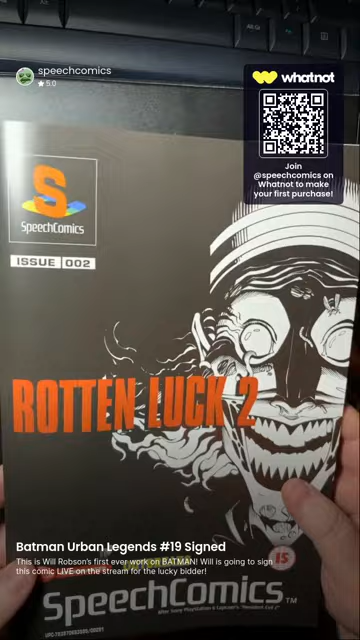 speechcomics
★ 5.0
whatnot
Join
@speechcomics on
Whatnot to make
your first purchase!
S
SpeechComics
ISSUE 002
ROTTEN LUCK 2
Batman Urban Legends #19 Signed
This is Will Robson's first ever work on BATMAN! Will is going to sign
this comic LIVE on the stream for the lucky bidder!
15
SpeechComics™